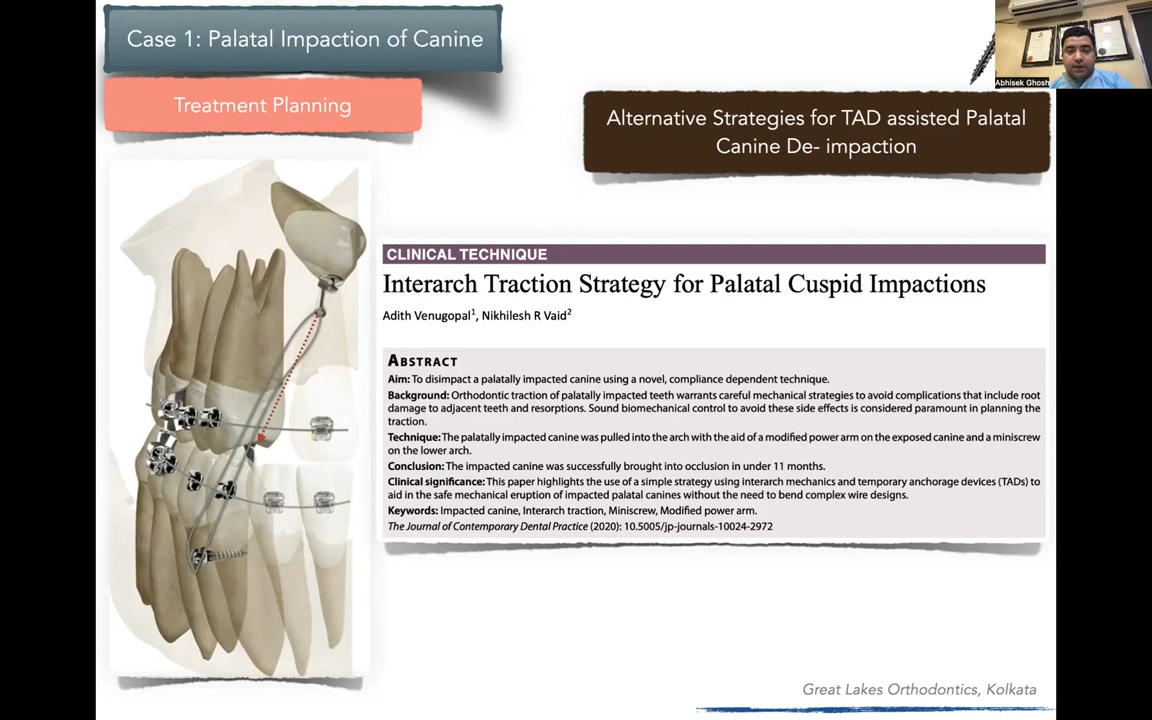 Case 1: Palatal Impaction of Canine
Treatment Planning
Abhisek Ghosh
Alternative Strategies for TAD assisted Palatal
Canine De- impaction
CLINICAL TECHNIQUE
Interarch Traction Strategy for Palatal Cuspid Impactions
Adith Venugopal1, Nikhilesh R Vaid2
ABSTRACT
Aim: To disimpact a palatally impacted canine using a novel, compliance dependent technique.
Background: Orthodontic traction of palatally impacted teeth warrants careful mechanical strategies to avoid complications that include root
damage to adjacent teeth and resorptions. Sound biomechanical control to avoid these side effects is considered paramount in planning the
traction.
Technique: The palatally impacted canine was pulled into the arch with the aid of a modified power arm on the exposed canine and a miniscrew
on the lower arch.
Conclusion: The impacted canine was successfully brought into occlusion in under 11 months.
Clinical significance: This paper highlights the use of a simple strategy using interarch mechanics and temporary anchorage devices (TADs) to
aid in the safe mechanical eruption of impacted palatal canines without the need to bend complex wire designs.
Keywords: Impacted canine, Interarch traction, Miniscrew, Modified power arm.
The Journal of Contemporary Dental Practice (2020): 10.5005/jp-journals-10024-2972
Great Lakes Orthodontics, Kolkata